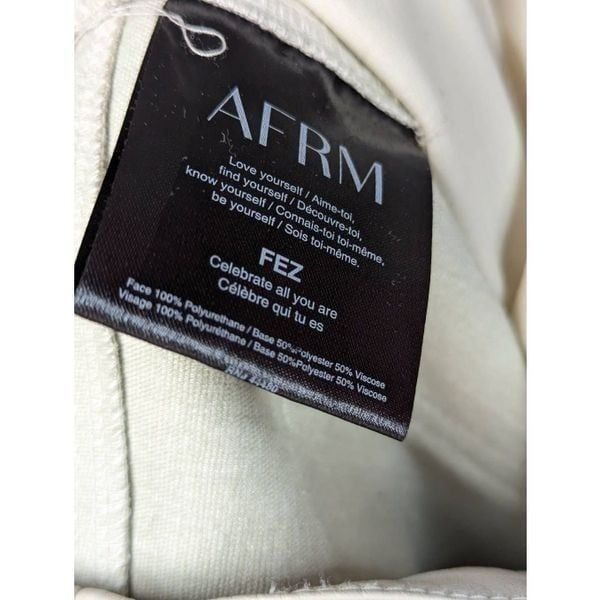 AFRM
Love yourself / Aime-toi,
find yourself / Découvre-toi,
know yourself / Connais-toi toi-même,
be yourself / Sois toi-même.
FEZ
Celebrate all you are
Célèbre qui tu es
Face 100% Polyurethane / Base 50% Polyester 50% Viscose
Visage 100% Polyuréthane / Base 50%Polyester 50% Viscose